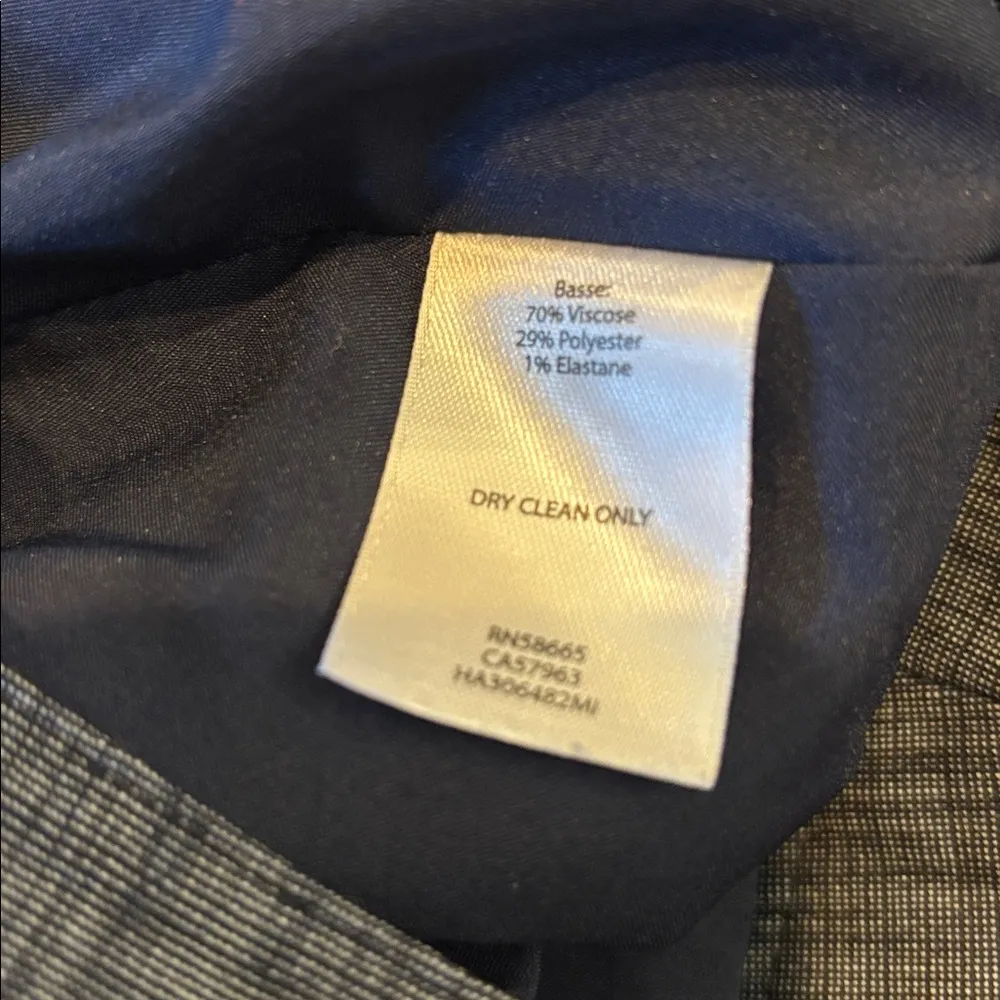 Basse:
70% Viscose
29% Polyester
1% Elastane
DRY CLEAN ONLY
RN58665
CA57963
HA306482MI